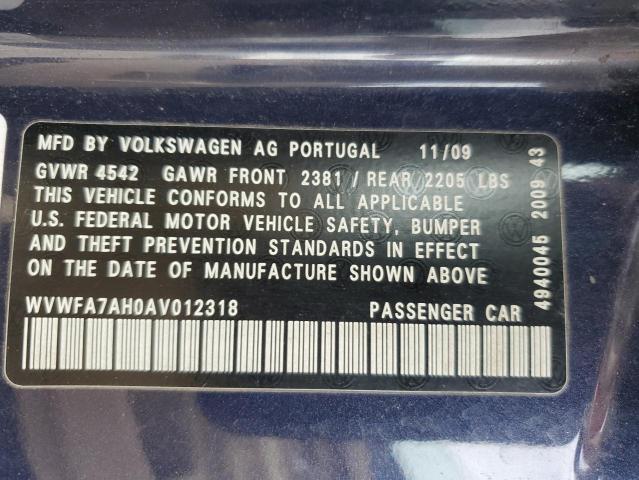 MFD BY VOLKSWAGEN AG PORTUGAL 11/09
GVWR 4542 GAWR FRONT 2381 / REAR 2205 LBS
THIS VEHICLE CONFORMS TO ALL APPLICABLE
U.S. FEDERAL MOTOR VEHICLE SAFETY, BUMPER
AND THEFT PREVENTION STANDARDS IN EFFECT
ON THE DATE OF MANUFACTURE SHOWN ABOVE
WVWFA7AH0AV012318 PASSENGER CAR
4940045 2009 43